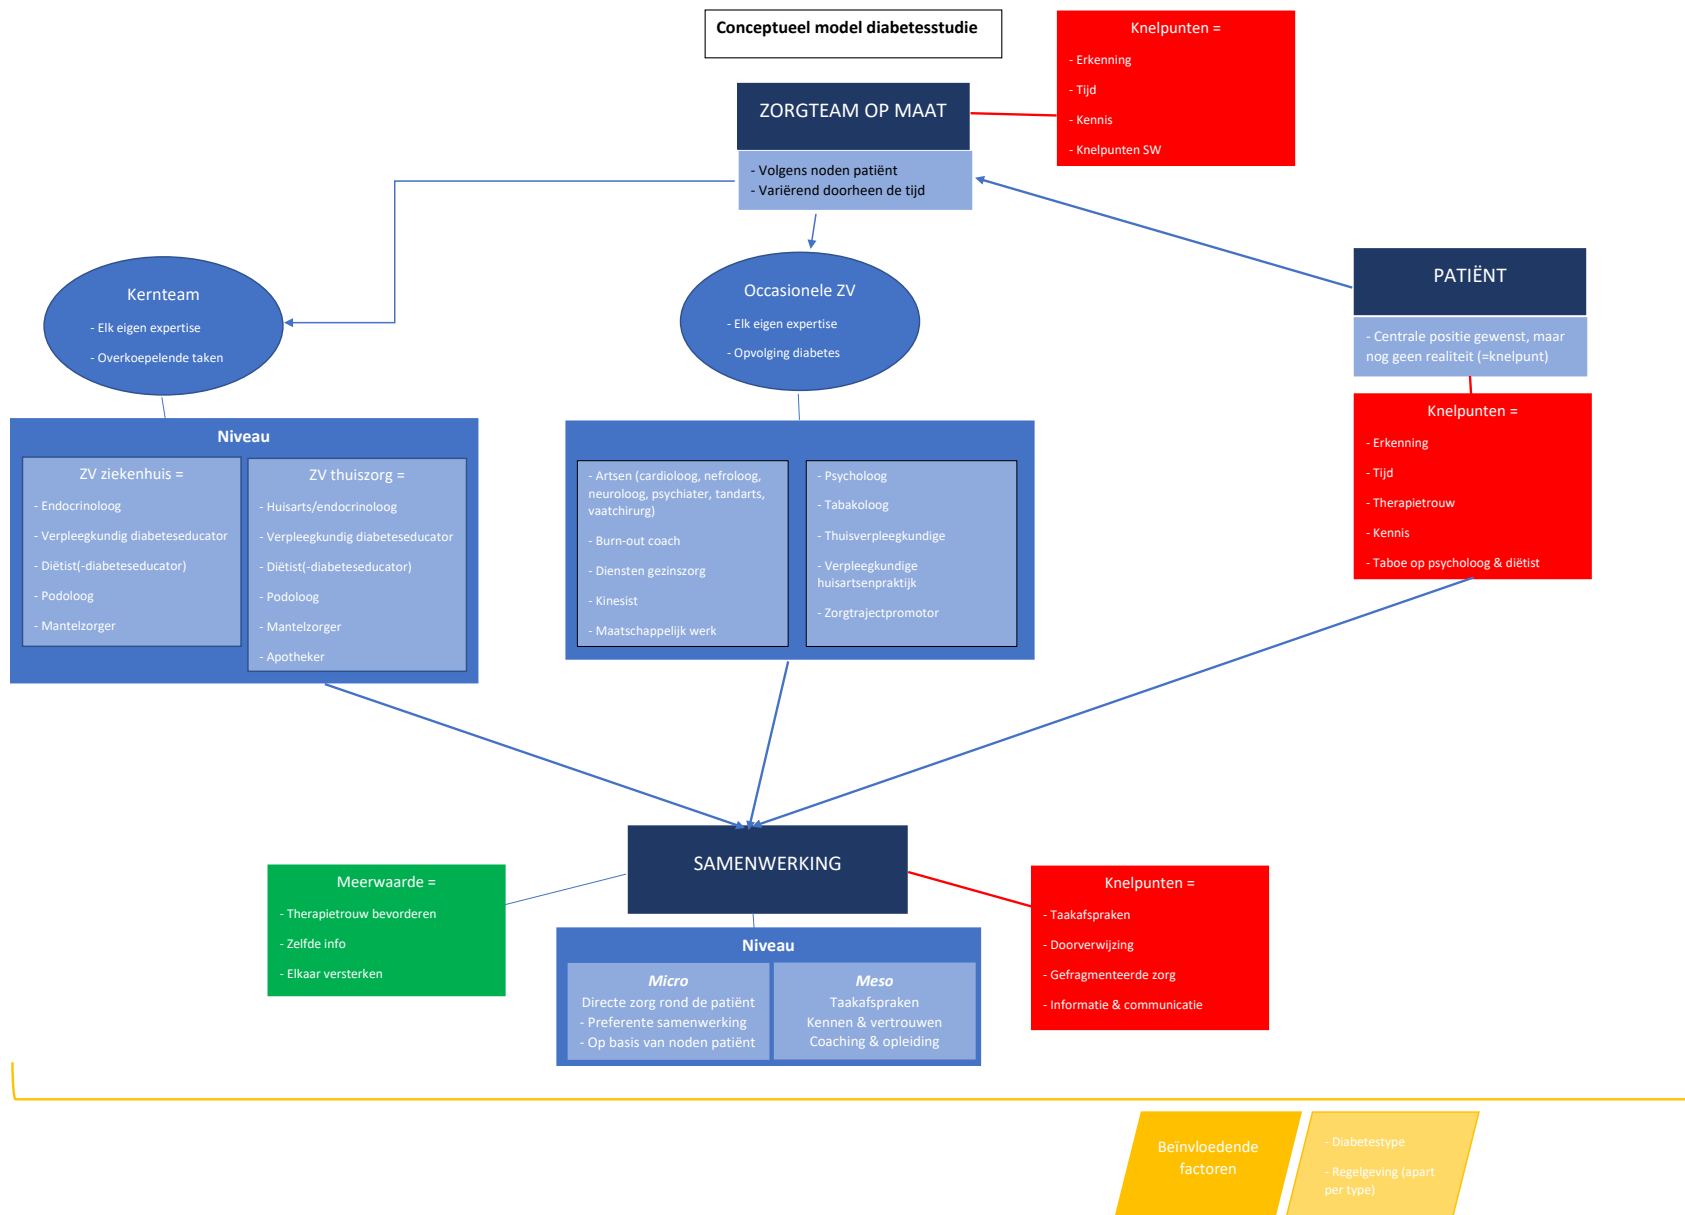 Conceptueel model diabetesstudie
Knelpunten =
- Erkenning
- Tijd
- Kennis
- Knelpunten SW
ZORGTEAM OP MAAT
- Volgens noden patiënt
- Variërend doorheen de tijd
PATIËNT
- Centrale positie gewenst, maar
nog geen realiteit (=knelpunt)
Knelpunten =
- Erkenning
- Tijd
- Therapietrouw
- Kennis
- Taboe op psycholoog & diëtist
Kernteam
- Elk eigen expertise
- Overkoepelende taken
Occasionele ZV
- Elk eigen expertise
- Opvolging diabetes
Niveau
ZV ziekenhuis =
- Endocrinoloog
- Verpleegkundig diabeteseducator
- Diëtist(-diabeteseducator)
- Podoloog
- Mantelzorger
ZV thuiszorg =
- Huisarts/endocrinoloog
- Verpleegkundig diabeteseducator
- Diëtist(-diabeteseducator)
- Podoloog
- Mantelzorger
- Apotheker
- Artsen (cardioloog, nefroloog,
neuroloog, psychiater, tandarts,
vaatchirurg)
- Burn-out coach
- Diensten gezinszorg
- Kinesist
- Maatschappelijk werk
- Psycholoog
- Tabakoloog
- Thuisverpleegkundige
- Verpleegkundige
huisartsenpraktijk
- Zorgtrajectpromotor
SAMENWERKING
Meerwaarde =
- Therapietrouw bevorderen
- Zelfde info
- Elkaar versterken
Niveau
Micro
Directe zorg rond de patiënt
- Preferente samenwerking
- Op basis van noden patiënt
Meso
Taakafspraken
Kennen & vertrouwen
Coaching & opleiding
Knelpunten =
- Taakafspraken
- Doorverwijzing
- Gefragmenteerde zorg
- Informatie & communicatie
Beïnvloedende
factoren
- Diabetestype
- Regelgeving (apart
per type)